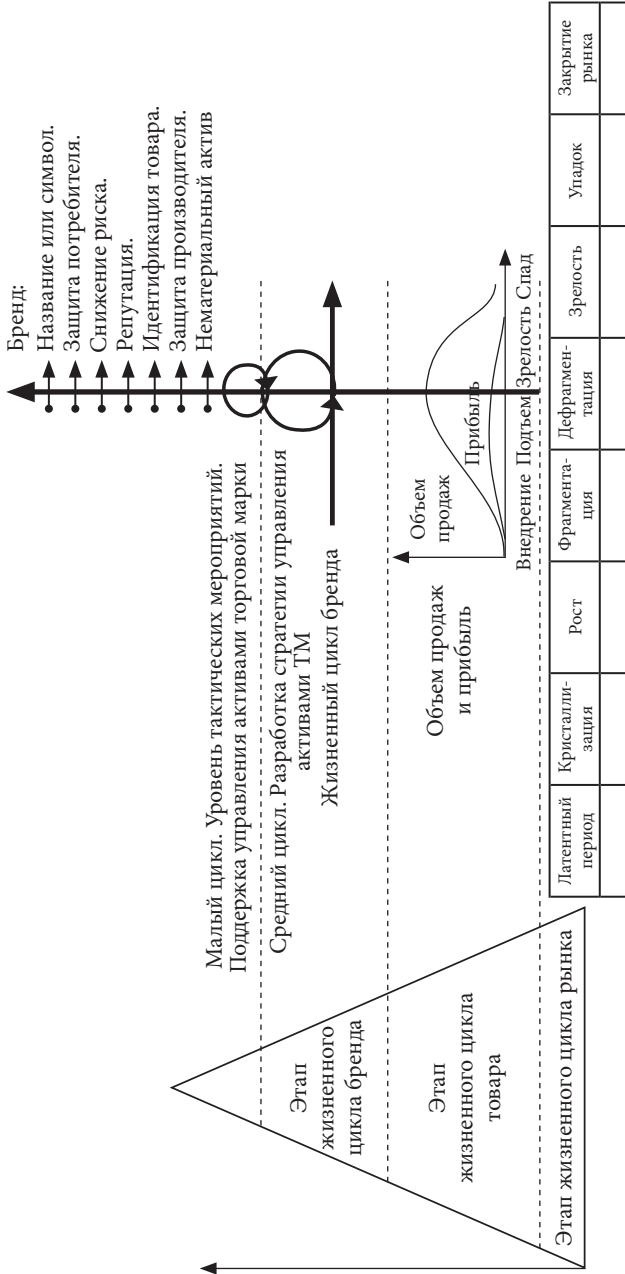 Бренд:
Название или символ.
Защита потребителя.
Снижение риска.
Репутация.
Идентификация товара.
Защита производителя.
Нематериальный актив
Малый цикл. Уровень тактических мероприятий.
Поддержка управления активами торговой марки
Средний цикл. Разработка стратегии управления
активами ТМ
Жизненный цикл бренда
Этап
жизненного
цикла бренда
Объем продаж
и прибыль
Объем
продаж
Прибыль
Внедрение Подъем Зрелость Спад
Этап
жизненного цикла
товара
Этап жизненного цикла рынка
Латентный
период
Кристалли-
зация
Рост
Фрагмента-
ция
Дефрагмен-
тация
Зрелость
Упадок
Закрытие
рынка